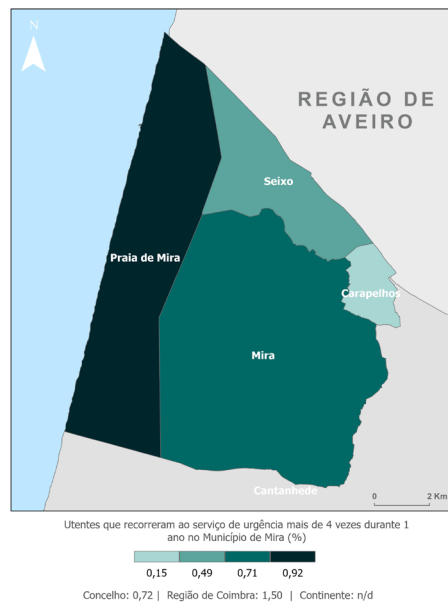 N
REGIÃO DE
AVEIRO
Seixo
Praia de Mira
Carapelhos
Mira
Cantanhede
0 2 Km
Utentes que recorreram ao serviço de urgência mais de 4 vezes durante 1
ano no Município de Mira (%)
0,15 0,49 0,71 0,92
Concelho: 0,72 | Região de Coimbra: 1,50 | Continente: n/d